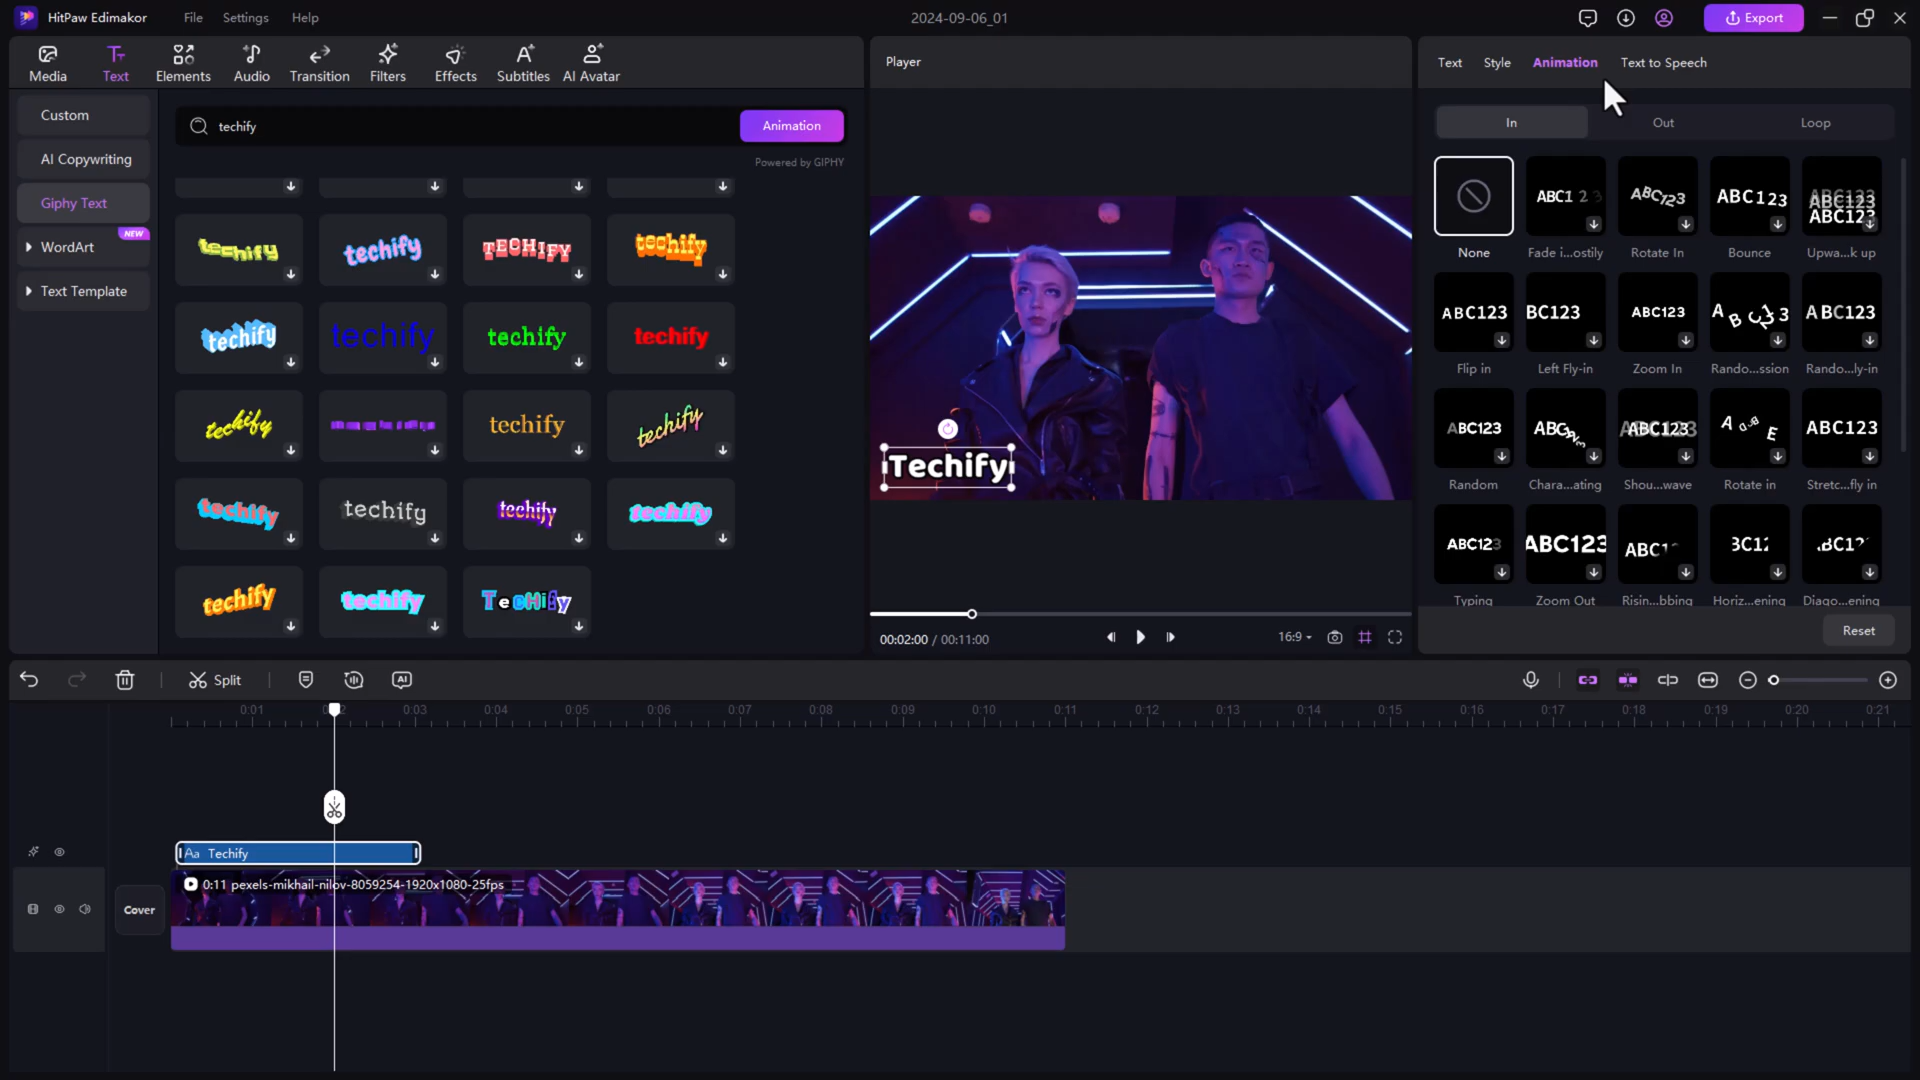 HitPaw Edimakor
File
Settings
Help
2024-09-06_01
Export
Media
Text
Elements
Audio
Transition
Filters
Effects
Subtitles
AI Avatar
Player
Text
Style
Animation
Text to Speech
Custom
AI Copywriting
Giphy Text
WordArt
NEW
Text Template
techify
Animation
Powered by GIPHY
techify
techify
TECHIFY
techify
techify
techify
techify
techify
techify
techify
techify
techify
techify
techify
techify
techify
techify
TecHify
Techify
00:02:00 / 00:11:00
16:9
In
Out
Loop
None
ABC1 2 3
Fade i...ostily
ABC123
Rotate In
ABC123
Bounce
ABC123
ABC123
Upwa...k up
ABC123
Flip in
BC123
Left Fly-in
ABC123
Zoom In
A B C 1 2 3
Rando...ssion
ABC123
Rando...ly-in
ABC123
Random
ABC123
Chara...ating
ABC123
Shou...wave
Rotate in
ABC123
Stretc...fly in
ABC123
Typing
ABC123
Zoom Out
ABC1
Risin...bbing
Horiz...ening
Diago...ening
Reset
Split
AI
0:01
0:03
0:04
0:05
0:06
0:07
0:08
0:09
0:10
0:11
0:12
0:13
0:14
0:15
0:16
0:17
0:18
0:19
0:20
0:21
Aa Techify
0:11 pexels-mikhail-nilov-8059254-1920x1080-25fps
Cover